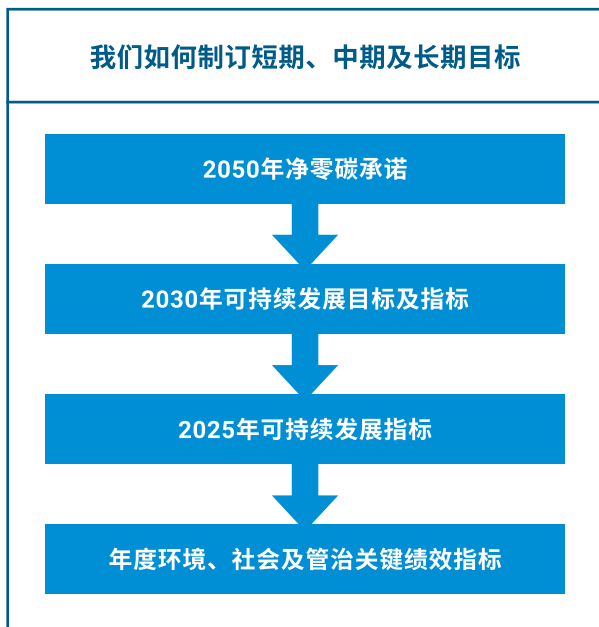 我们如何制订短期、中期及长期目标
2050年净零碳承诺
2030年可持续发展目标及指标
2025年可持续发展指标
年度环境、社会及管治关键绩效指标